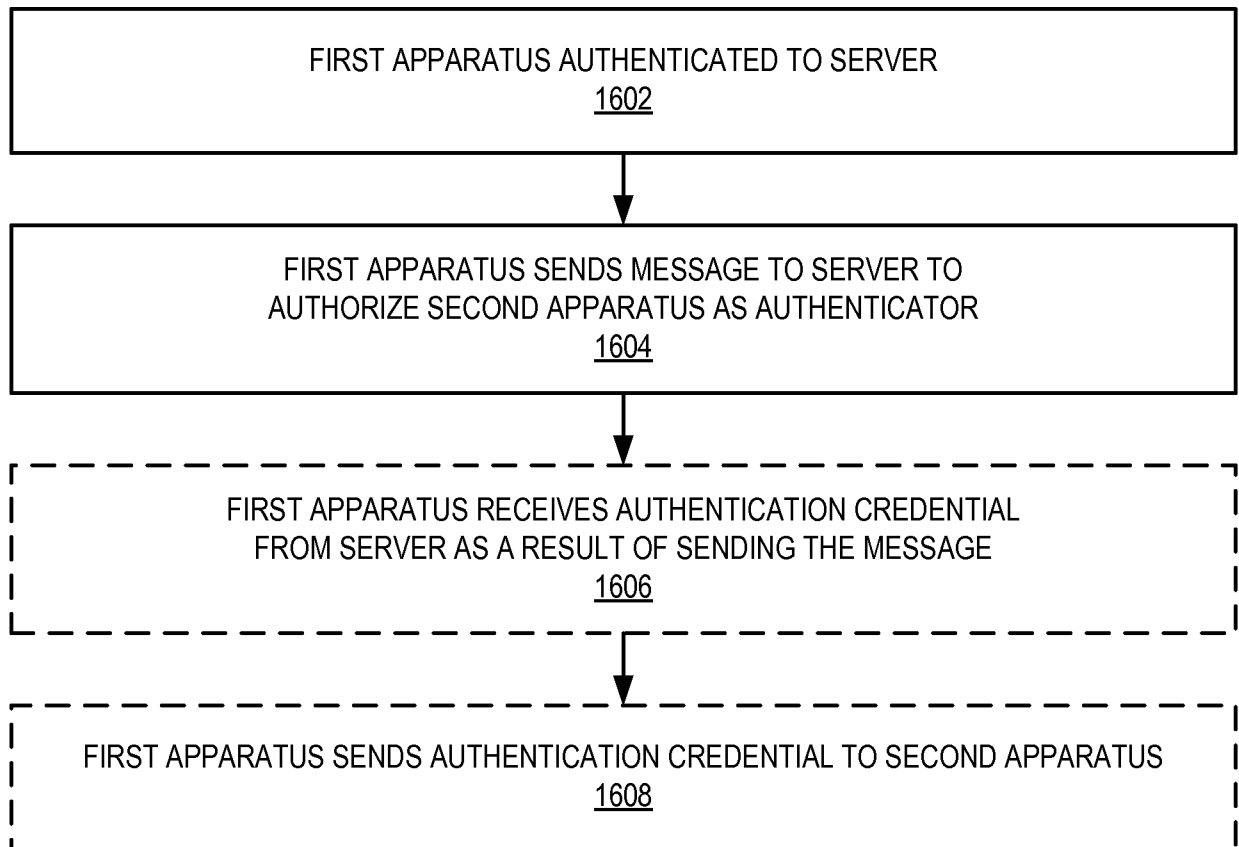 FIRST APPARATUS AUTHENTICATED TO SERVER
1602
FIRST APPARATUS SENDS MESSAGE TO SERVER TO
AUTHORIZE SECOND APPARATUS AS AUTHENTICATOR
1604
FIRST APPARATUS RECEIVES AUTHENTICATION CREDENTIAL
FROM SERVER AS A RESULT OF SENDING THE MESSAGE
1606
FIRST APPARATUS SENDS AUTHENTICATION CREDENTIAL TO SECOND APPARATUS
1608